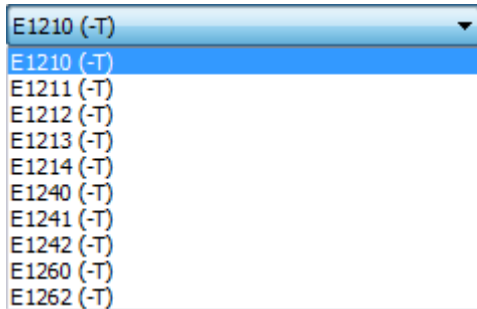 E1210 (-T)
E1210 (-T)
E1211 (-T)
E1212 (-T)
E1213 (-T)
E1214 (-T)
E1240 (-T)
E1241 (-T)
E1242 (-T)
E1260 (-T)
E1262 (-T)